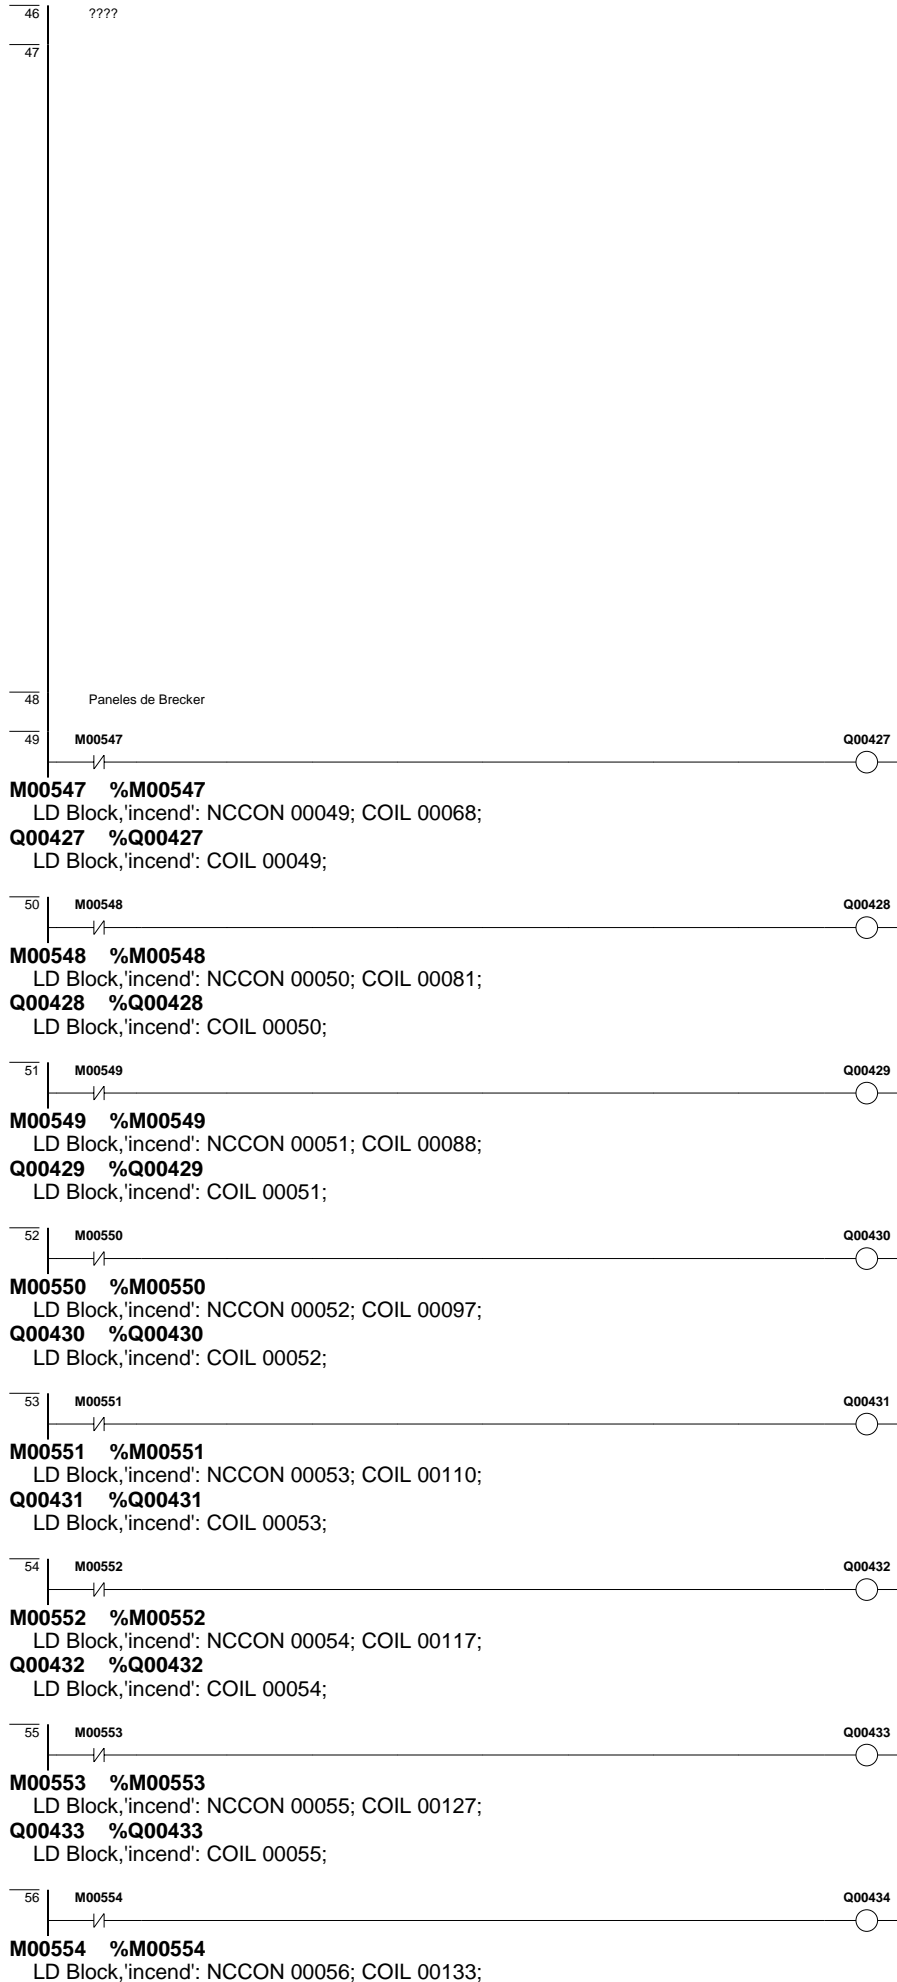 46 ????
47
48 Paneles de Brecker
49 M00547 Q00427
M00547 %M00547
LD Block,'incend': NCCON 00049; COIL 00068;
Q00427 %Q00427
LD Block,'incend': COIL 00049;
50 M00548 Q00428
M00548 %M00548
LD Block,'incend': NCCON 00050; COIL 00081;
Q00428 %Q00428
LD Block,'incend': COIL 00050;
51 M00549 Q00429
M00549 %M00549
LD Block,'incend': NCCON 00051; COIL 00088;
Q00429 %Q00429
LD Block,'incend': COIL 00051;
52 M00550 Q00430
M00550 %M00550
LD Block,'incend': NCCON 00052; COIL 00097;
Q00430 %Q00430
LD Block,'incend': COIL 00052;
53 M00551 Q00431
M00551 %M00551
LD Block,'incend': NCCON 00053; COIL 00110;
Q00431 %Q00431
LD Block,'incend': COIL 00053;
54 M00552 Q00432
M00552 %M00552
LD Block,'incend': NCCON 00054; COIL 00117;
Q00432 %Q00432
LD Block,'incend': COIL 00054;
55 M00553 Q00433
M00553 %M00553
LD Block,'incend': NCCON 00055; COIL 00127;
Q00433 %Q00433
LD Block,'incend': COIL 00055;
56 M00554 Q00434
M00554 %M00554
LD Block,'incend': NCCON 00056; COIL 00133;